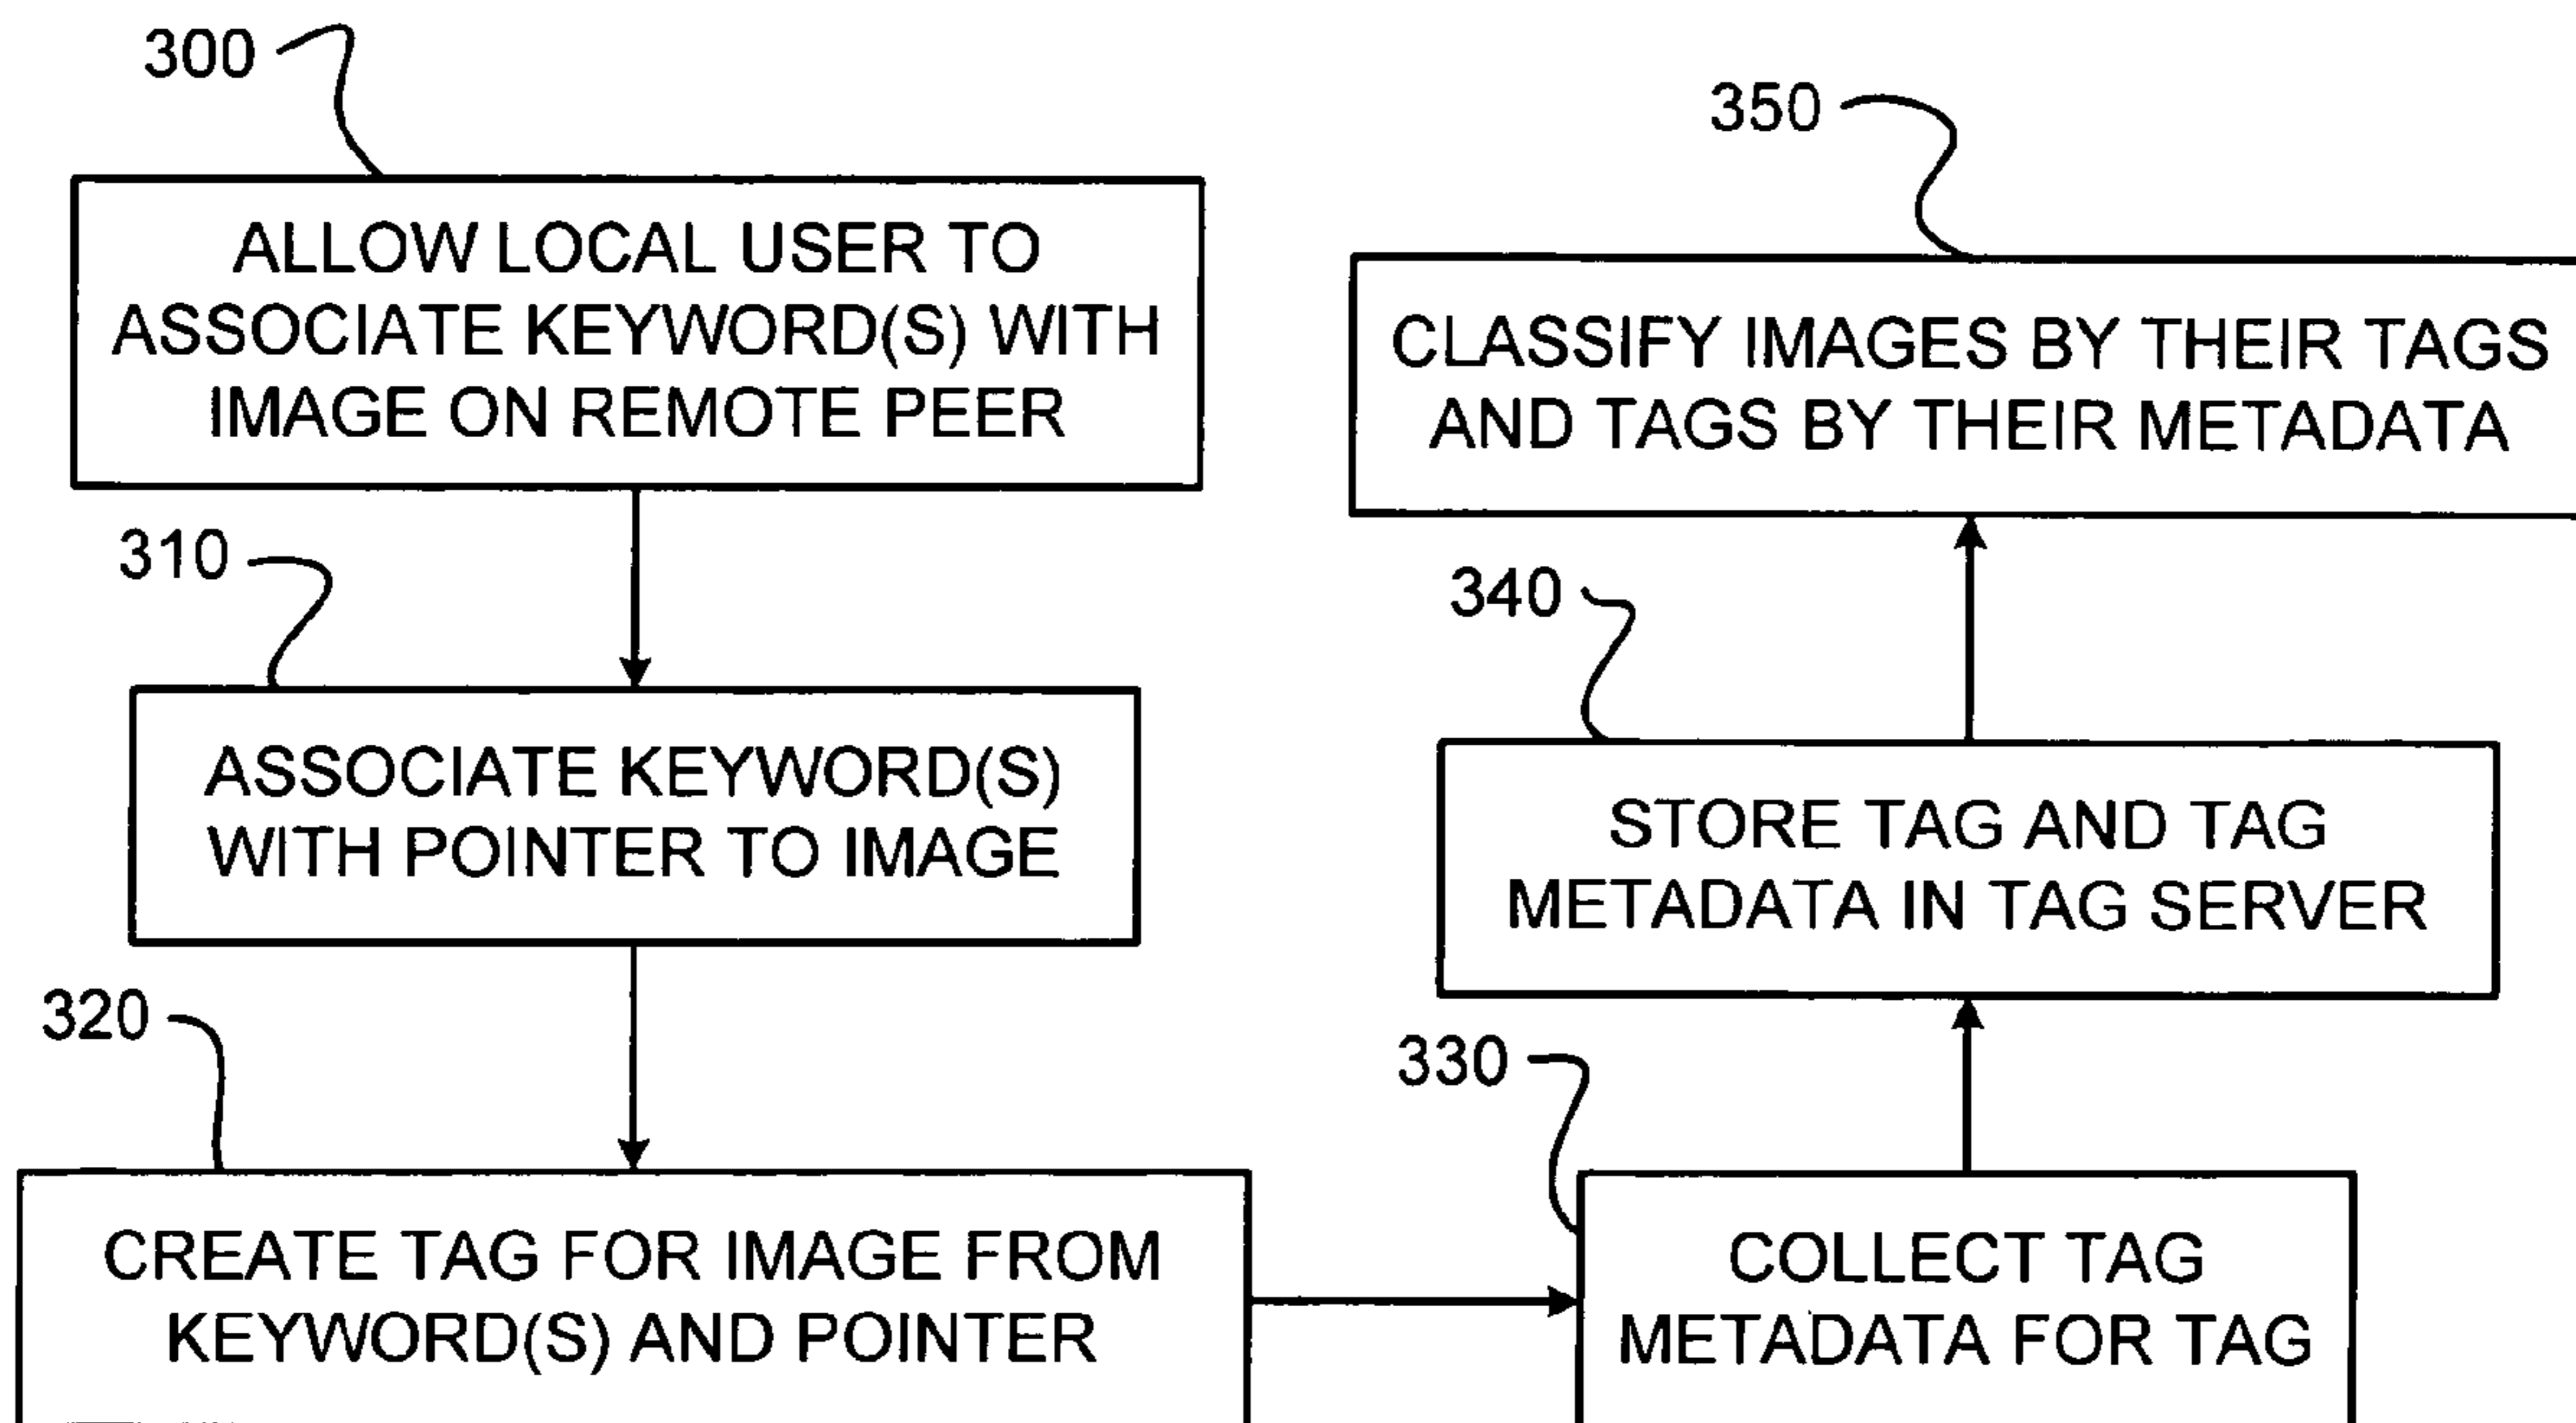 300
ALLOW LOCAL USER TO
ASSOCIATE KEYWORD(S) WITH
IMAGE ON REMOTE PEER
310
ASSOCIATE KEYWORD(S)
WITH POINTER TO IMAGE
320
CREATE TAG FOR IMAGE FROM
KEYWORD(S) AND POINTER
330
COLLECT TAG
METADATA FOR TAG
340
STORE TAG AND TAG
METADATA IN TAG SERVER
350
CLASSIFY IMAGES BY THEIR TAGS
AND TAGS BY THEIR METADATA